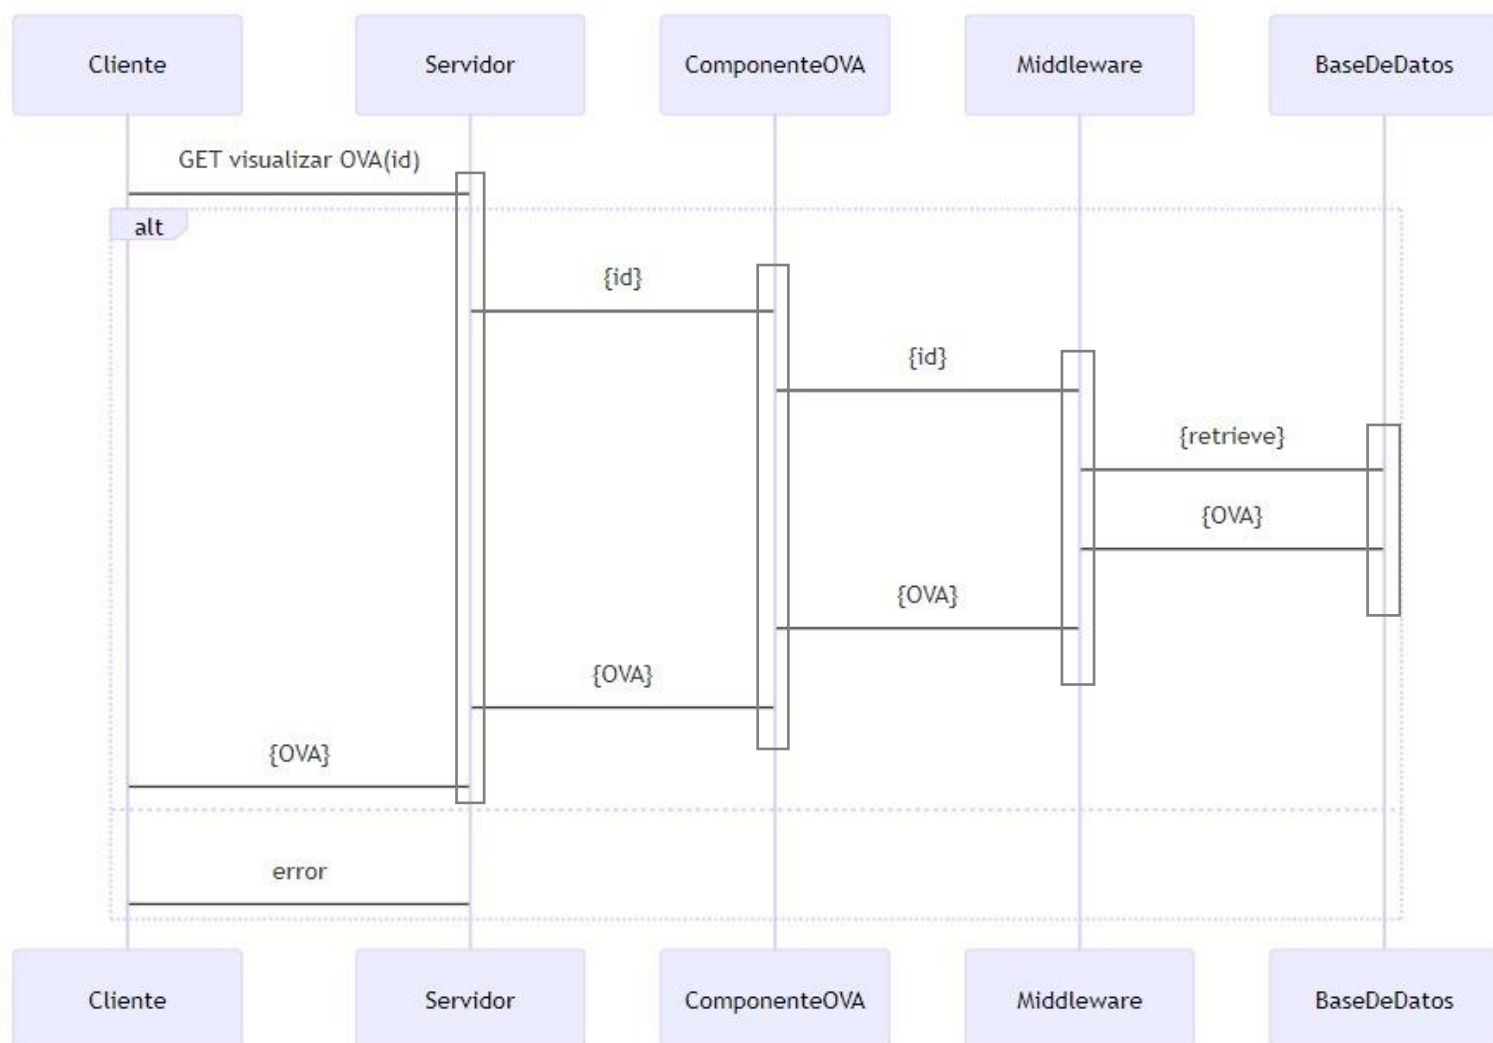 Cliente
Servidor
ComponenteOVA
Middleware
BaseDeDatos
GET visualizar OVA(id)
alt
{id}
{id}
{retrieve}
{OVA}
{OVA}
{OVA}
{OVA}
error
Cliente
Servidor
ComponenteOVA
Middleware
BaseDeDatos